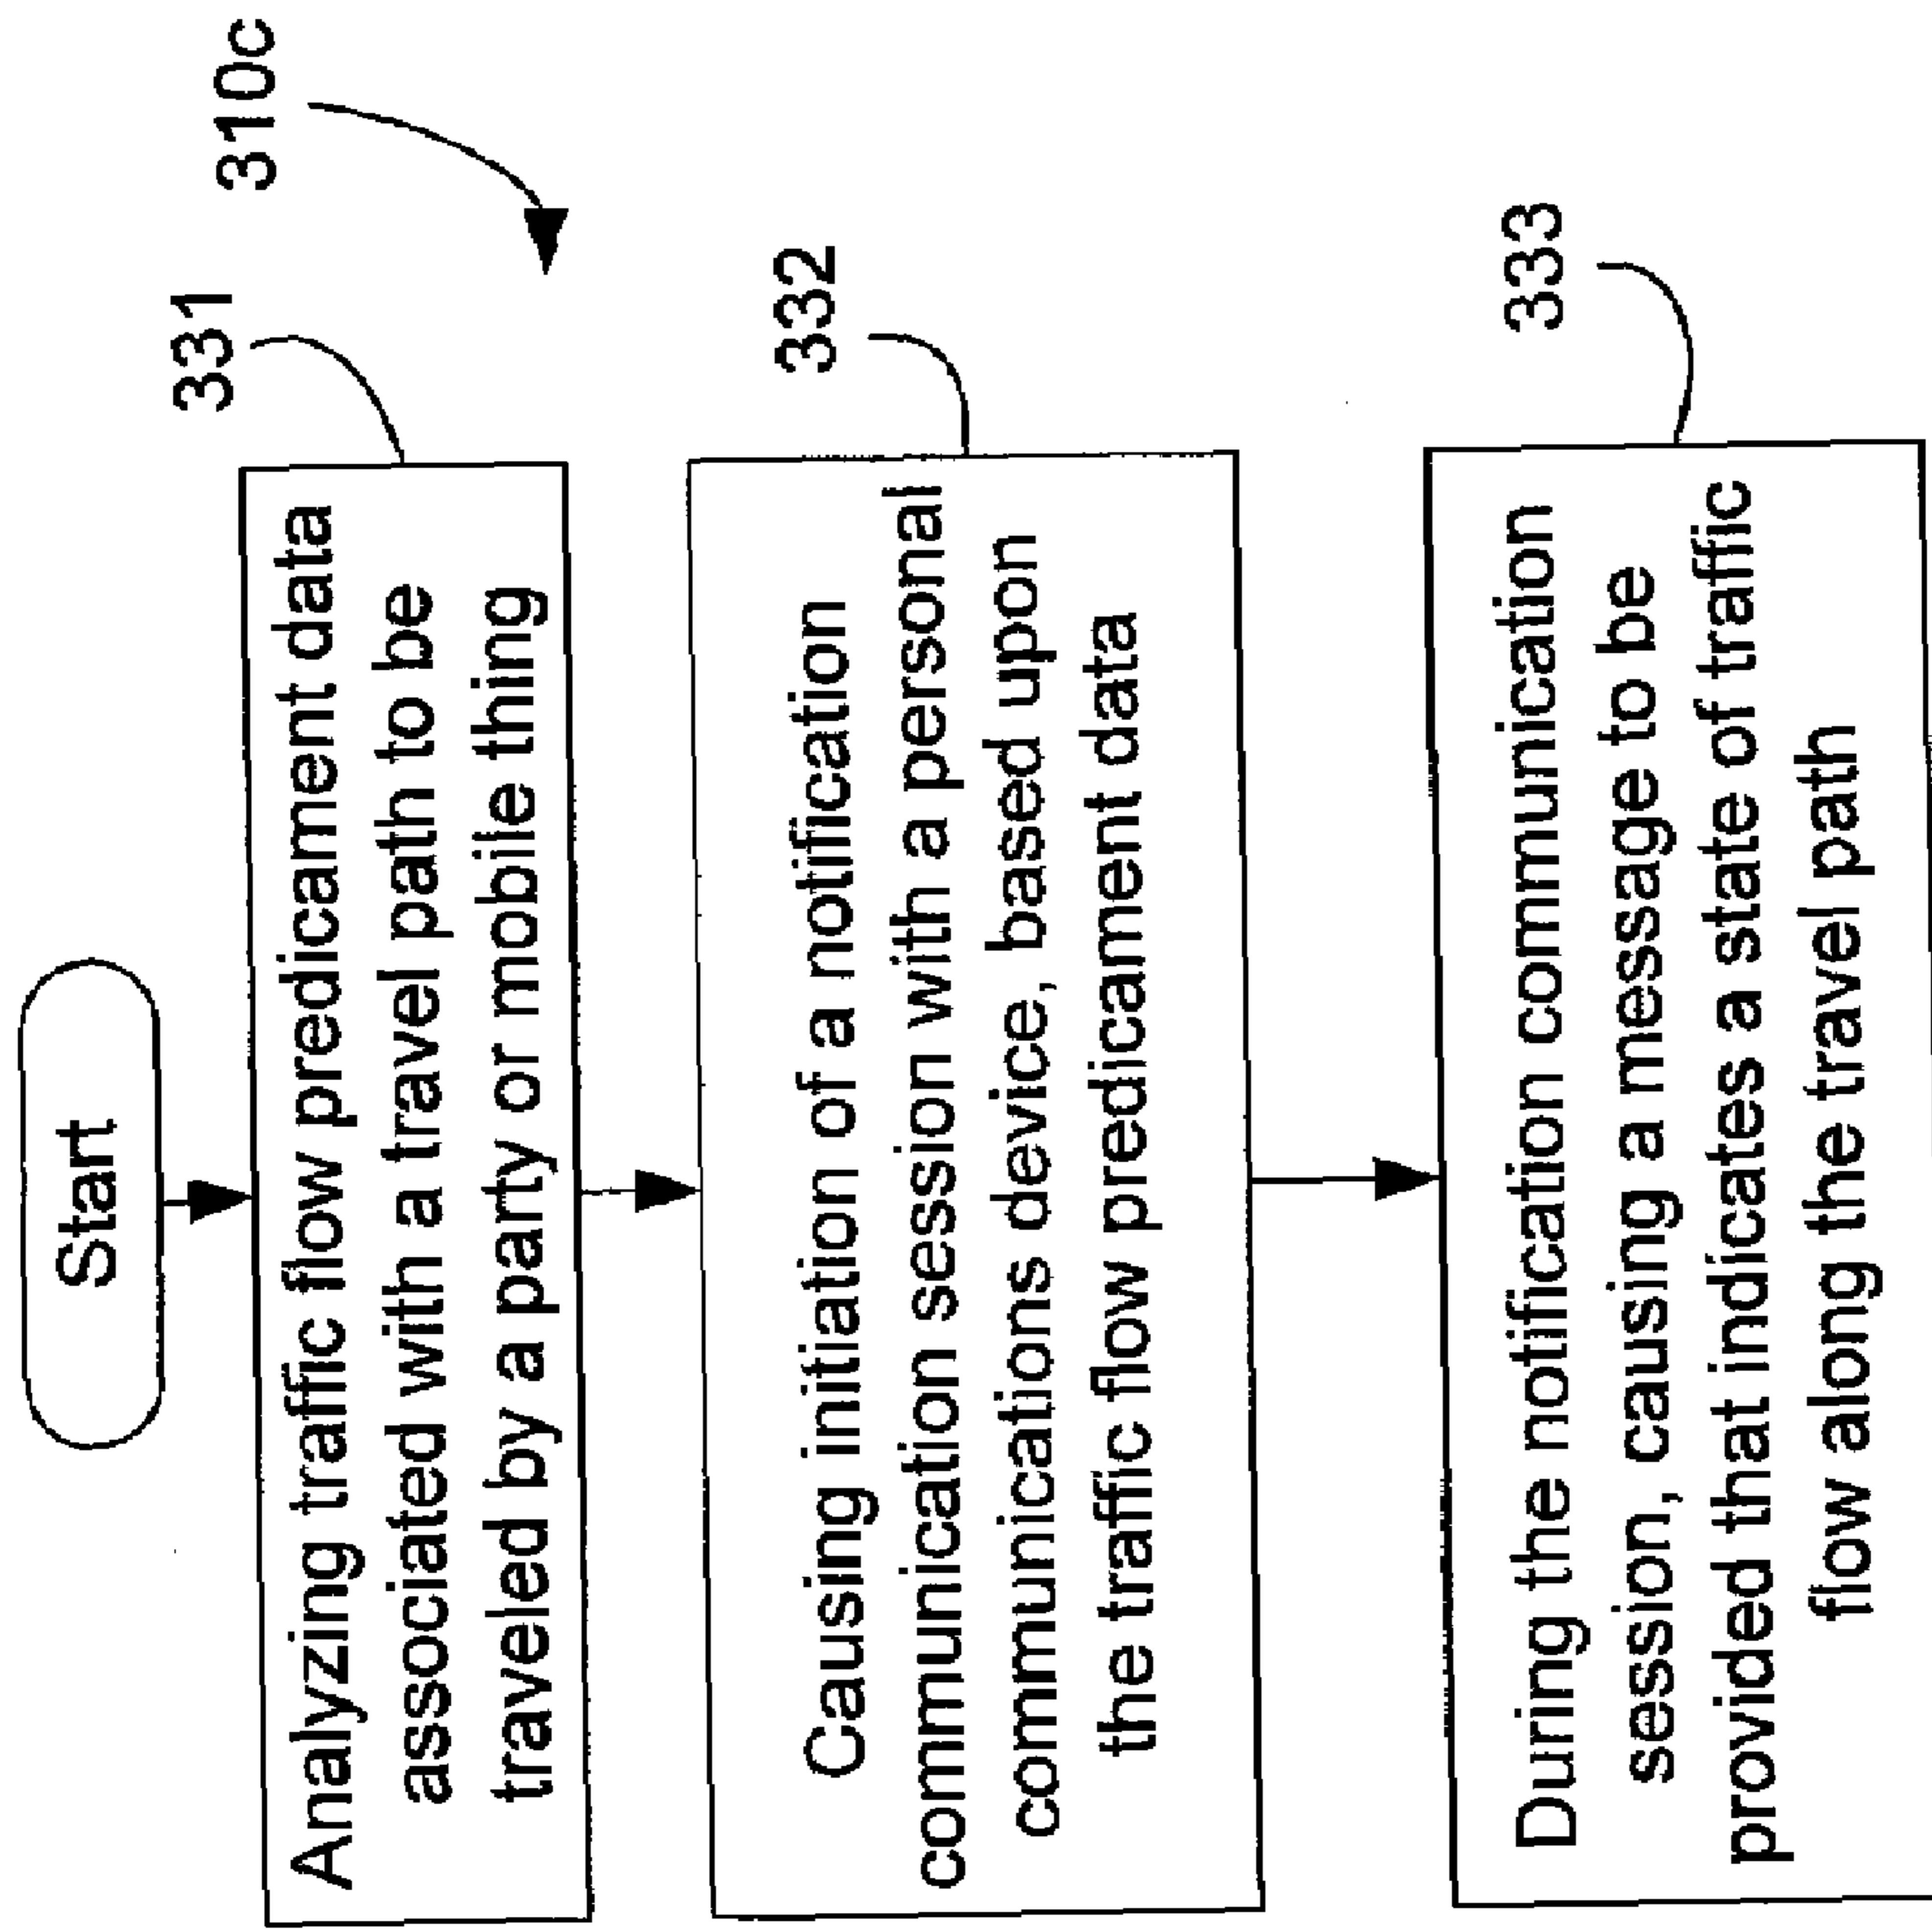 310c
Start
331
Analyzing traffic flow predicament data
associated with a travel path to be
traveled by a party or mobile thing
332
Causing initiation of a notification
communication session with a personal
communications device, based upon
the traffic flow predicament data
333
During the notification communication
session, causing a message to be
provided that indicates a state of traffic
flow along the travel path